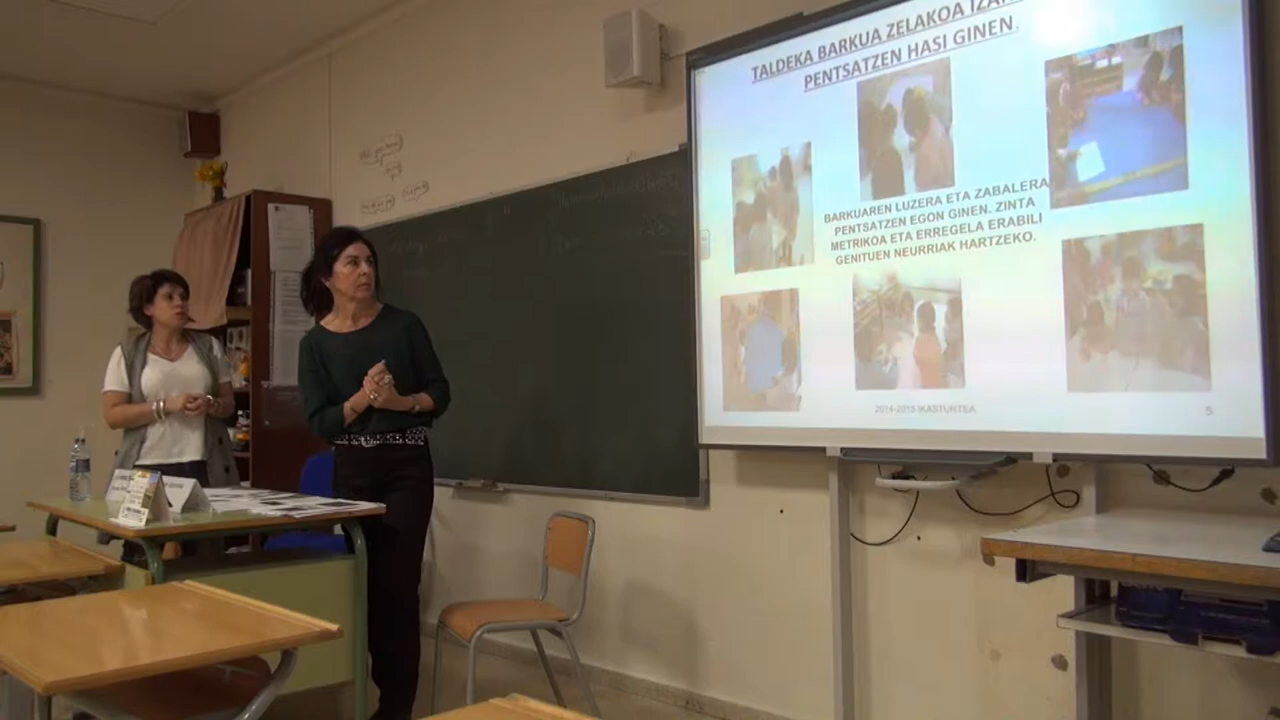 TALDEKA BARKUA ZELAKOA
PENTSATZEN HASI GINEN.
BARKUAREN LUZERA ETA ZABALERA
PENTSATZEN EGON GINEN. ZINTA
METRIKOA ETA ERREGELA ERABILI
GENITUEN NEURRIAK HARTZEKO.
2014-2015 IKASTURTEA
5